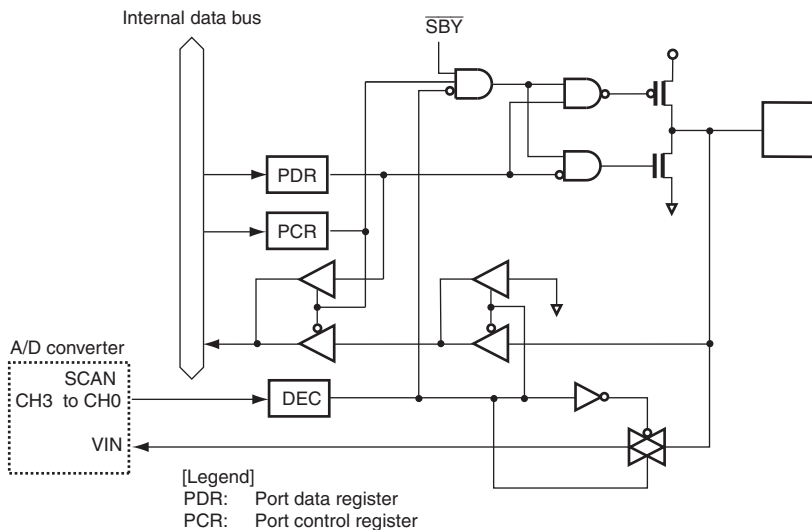 Internal data bus
SBY
PDR
PCR
A/D converter
SCAN
CH3 to CH0
DEC
VIN
[Legend]
PDR: Port data register
PCR: Port control register